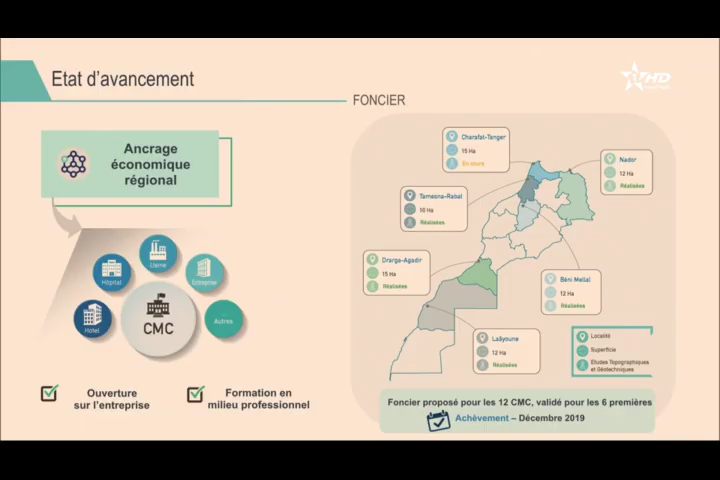 Etat d'avancement
HD
FONCIER
Ancrage
économique
régional
Usine
Hôpital
Entreprise
Hotel
CMC
Autres
Ouverture
sur l'entreprise
Formation en
milieu professionnel
Charafat-Tanger
15 Ha
En cours
Nador
12 Ha
Réalisées
Tamesna-Rabat
10 Ha
Réalisées
Drarga-Agadir
15 Ha
Réalisées
Béni Mellal
12 Ha
Réalisées
Laâyoune
12 Ha
Réalisées
Localité
Superficie
Etudes Topographiques
et Géotechniques
Foncier proposé pour les 12 CMC, validé pour les 6 premières
Achèvement – Décembre 2019